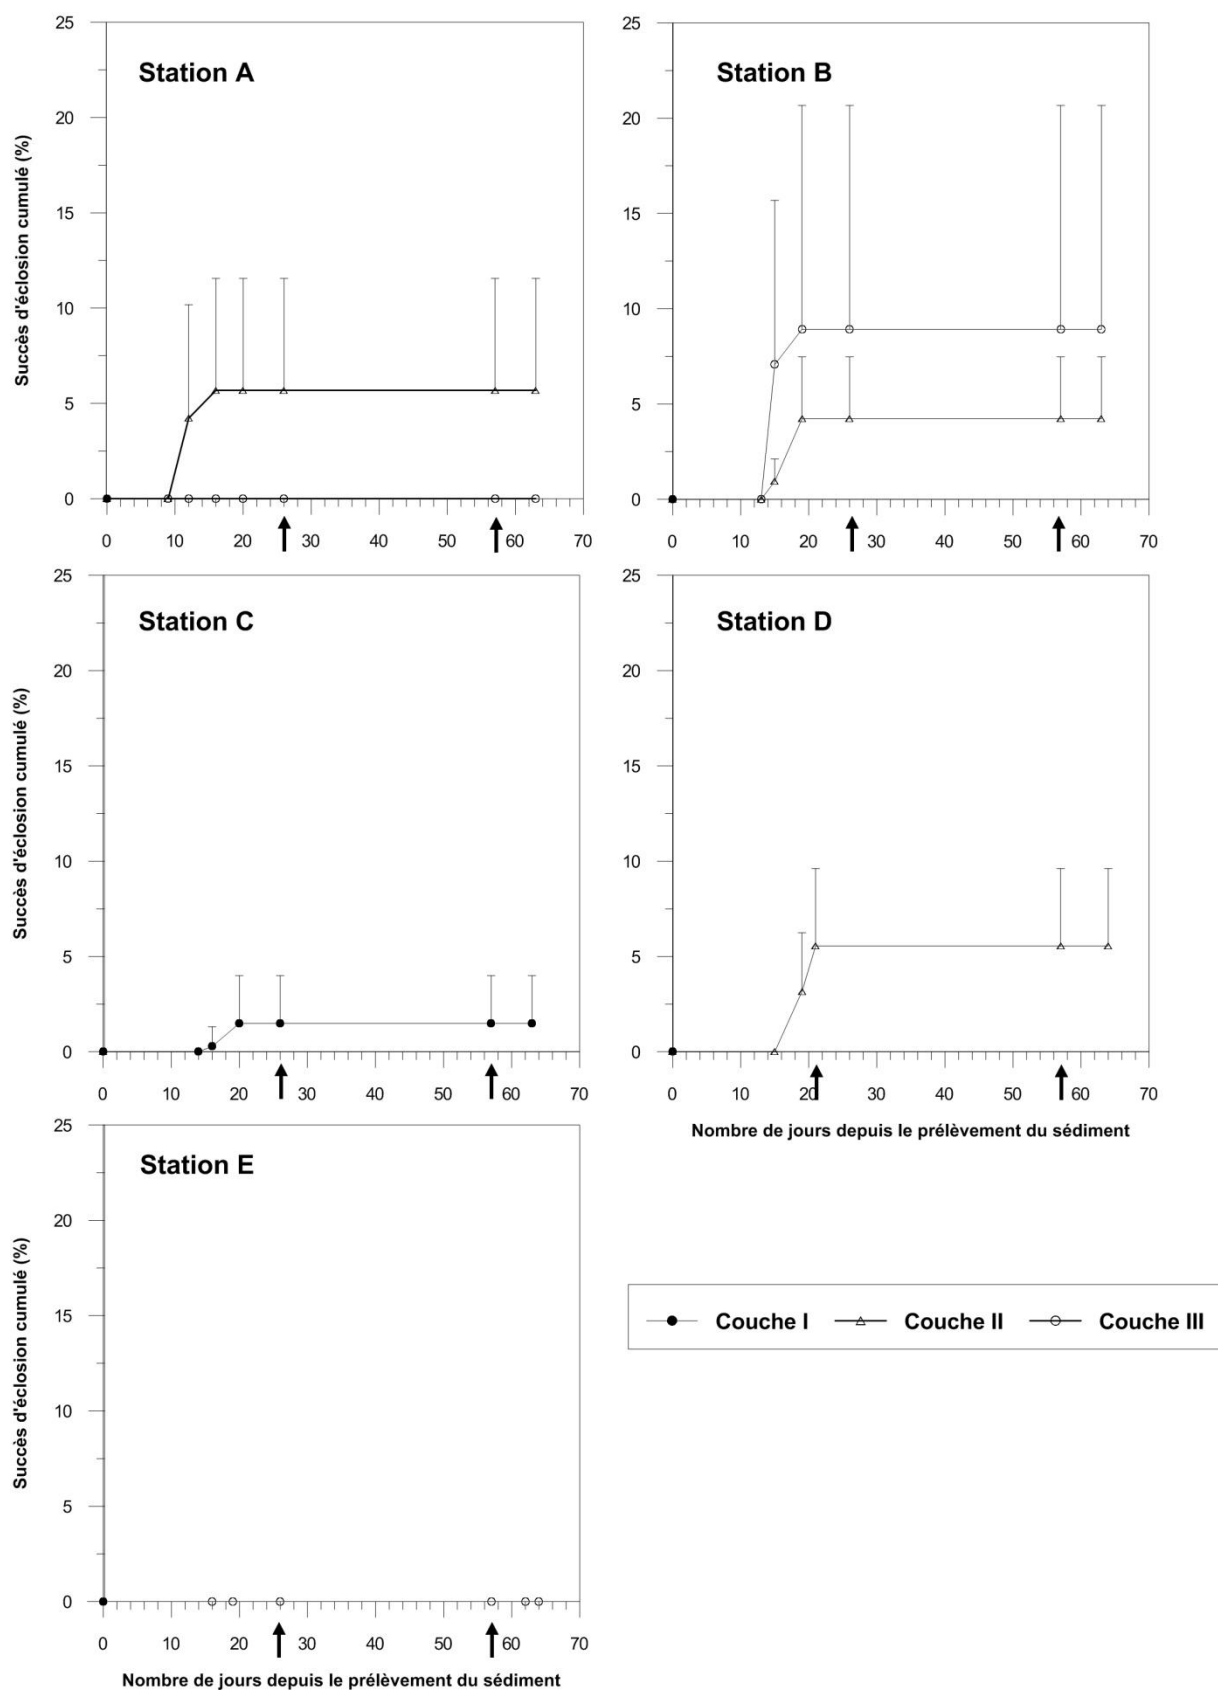 Station A
Succès d'éclosion cumulé (%)
25
20
15
10
5
0
0 10 20 30 40 50 60 70
Station B
25
20
15
10
5
0
0 10 20 30 40 50 60 70
Station C
Succès d'éclosion cumulé (%)
25
20
15
10
5
0
0 10 20 30 40 50 60 70
Station D
25
20
15
10
5
0
0 10 20 30 40 50 60 70
Nombre de jours depuis le prélèvement du sédiment
Station E
Succès d'éclosion cumulé (%)
25
20
15
10
5
0
0 10 20 30 40 50 60 70
Nombre de jours depuis le prélèvement du sédiment
Couche I Couche II Couche III